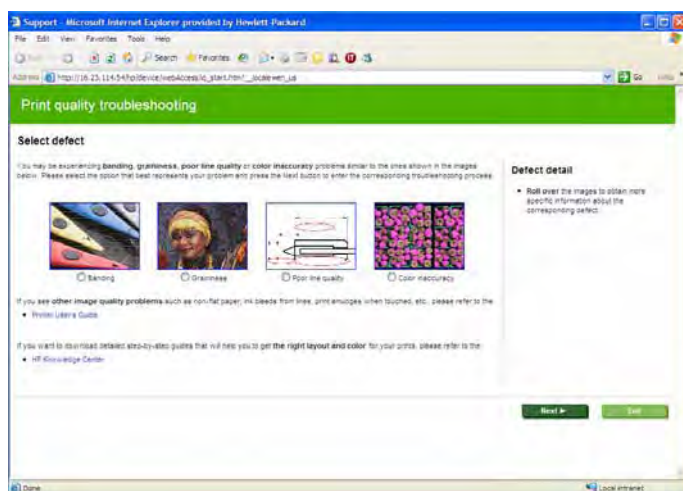 Support - Microsoft Internet Explorer provided by Hewlett-Packard
File Edit View Favorites Tools Help
Search Favorites
Address Go
Print quality troubleshooting
Select defect
You may be experiencing banding, graininess, poor line quality or color inaccuracy problems similar to the ones shown in the images
below. Please select the option that best represents your problem and press the Next button to enter the corresponding troubleshooting process.
Banding Graininess Poor line quality Color inaccuracy
Defect detail
• Roll over the images to obtain more
specific information about the
corresponding defect.
If you see other image quality problems such as non-flat paper, ink bleeds from lines, print smudges when touched, etc., please refer to the
• Printer User's Guide
If you want to download detailed step-by-step guides that will help you to get the right layout and color for your prints, please refer to the
• HP Knowledge Center
Next Exit
Done Local intranet